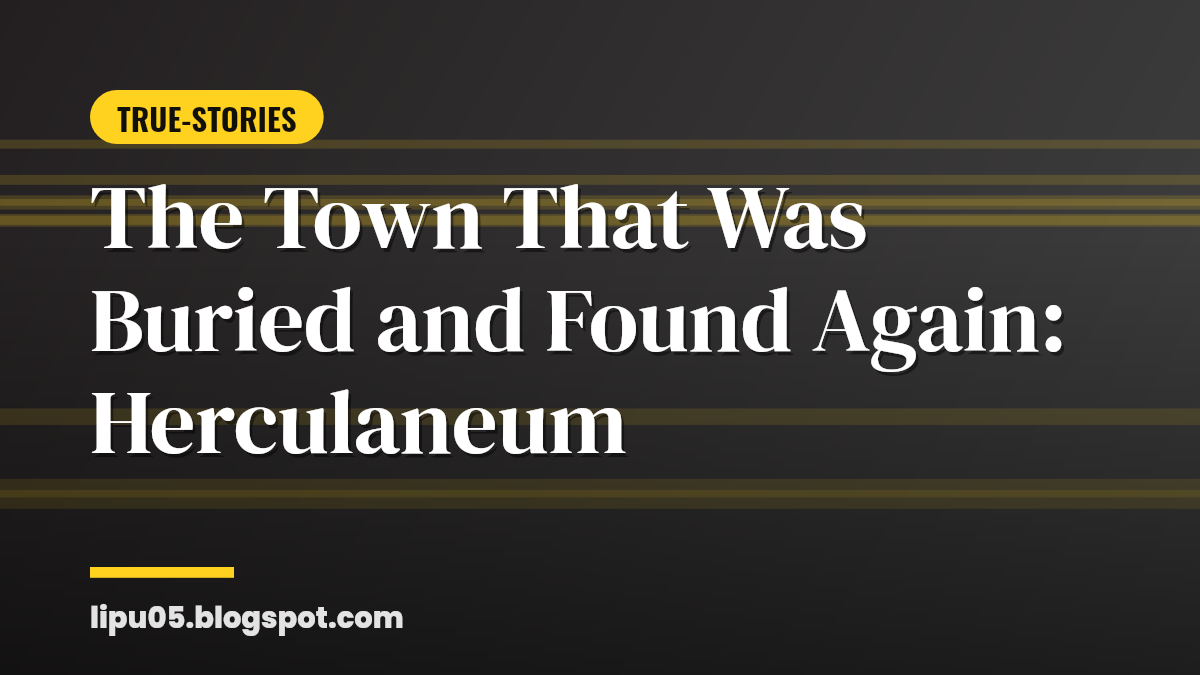 TRUE-STORIES
The Town That Was
Buried and Found Again:
Herculaneum
lipu05.blogspot.com